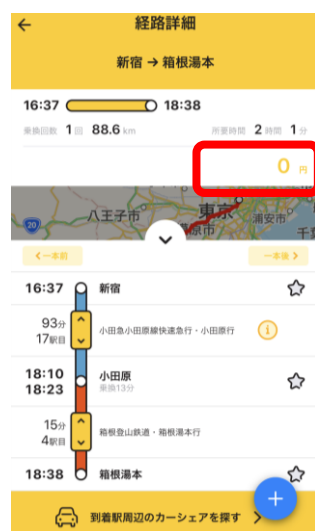 経路詳細
新宿 → 箱根湯本
16:37 18:38
乗換回数 1 回 88.6 km 所要時間 2 時間 1 分
0 円
20 八王子市 東京 浦安市
原市 千
<一本前 一本後 >
16:37 新宿
93分
17駅目
小田急小田原線快速急行・小田原行
18:10
18:23
小田原
乗換13分
15分
4駅目
箱根登山鉄道・箱根湯本行
18:38 箱根湯本
到着駅周辺のカーシェアを探す